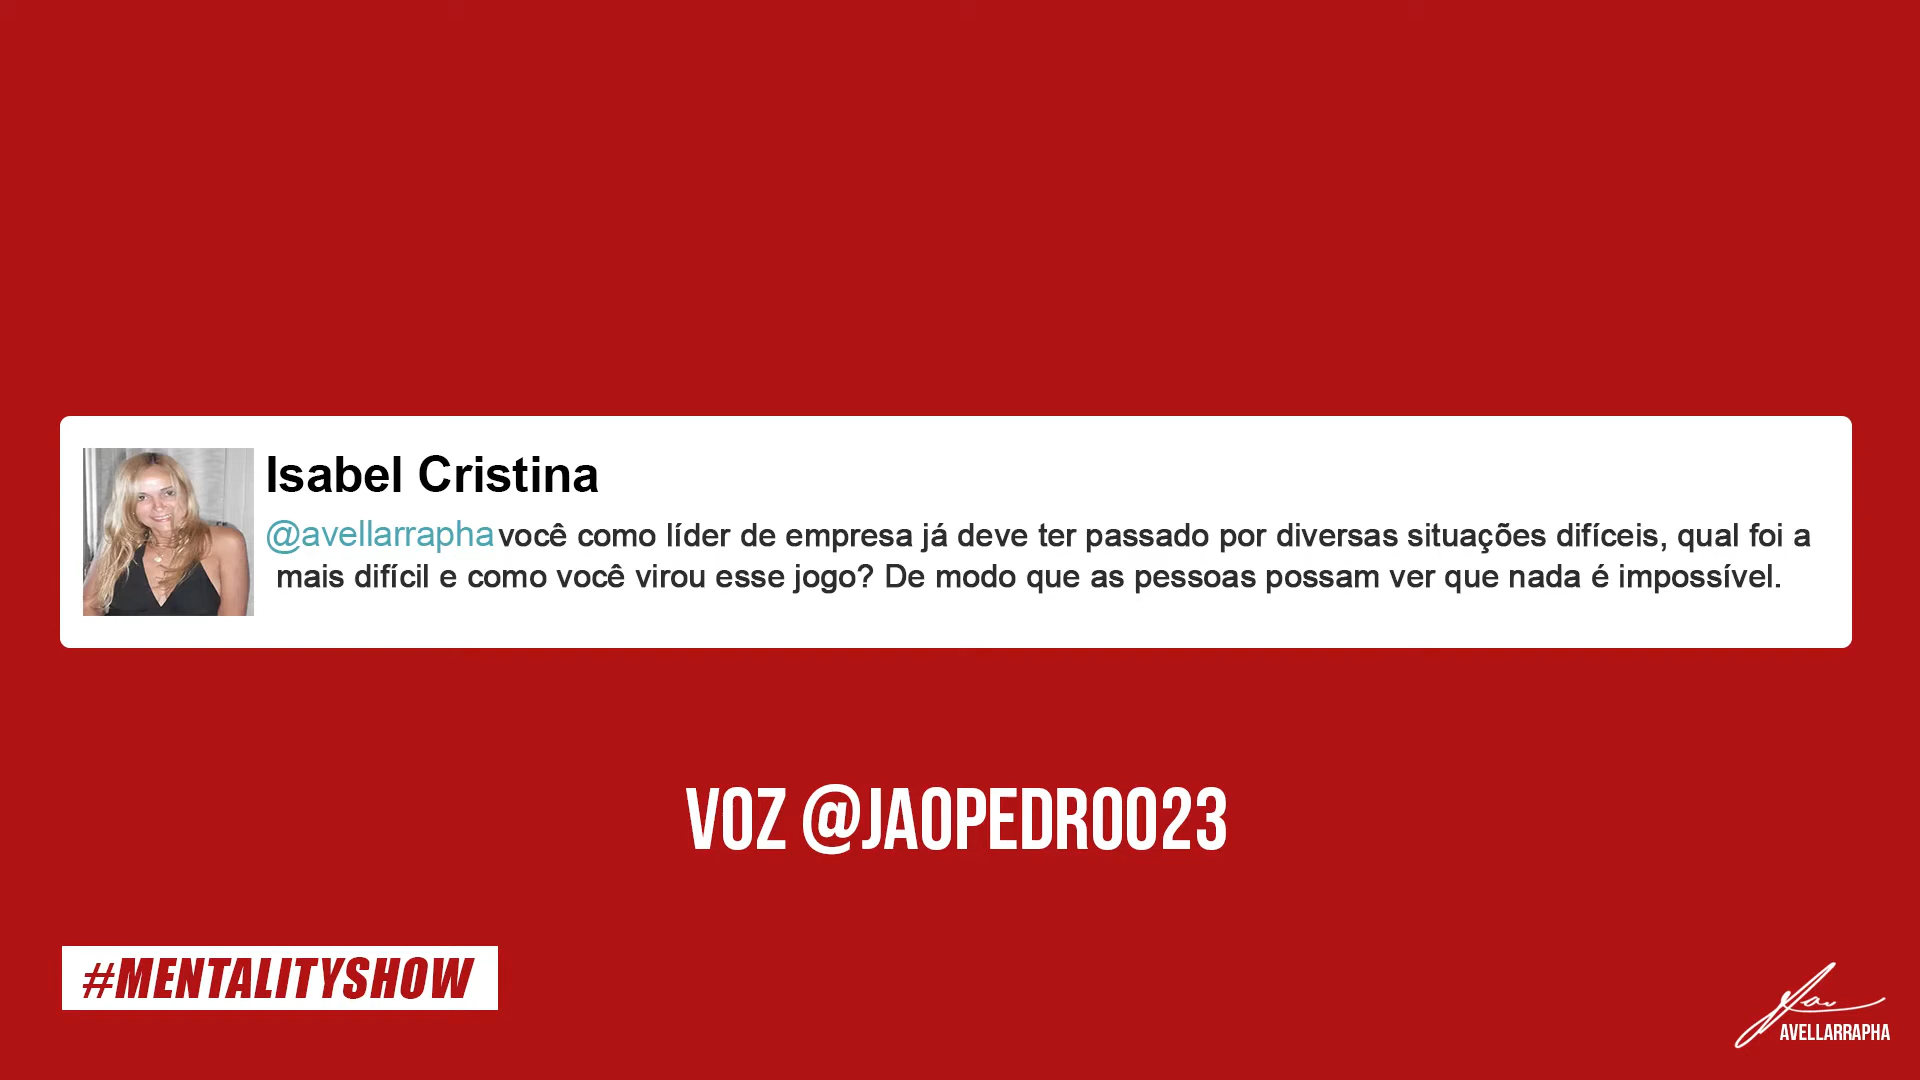 Isabel Cristina
@avellarrapha você como líder de empresa já deve ter passado por diversas situações difíceis, qual foi a
mais difícil e como você virou esse jogo? De modo que as pessoas possam ver que nada é impossível.
VOZ @JAOPEDRO023
#MENTALITYSHOW
AVELLARRAPHA